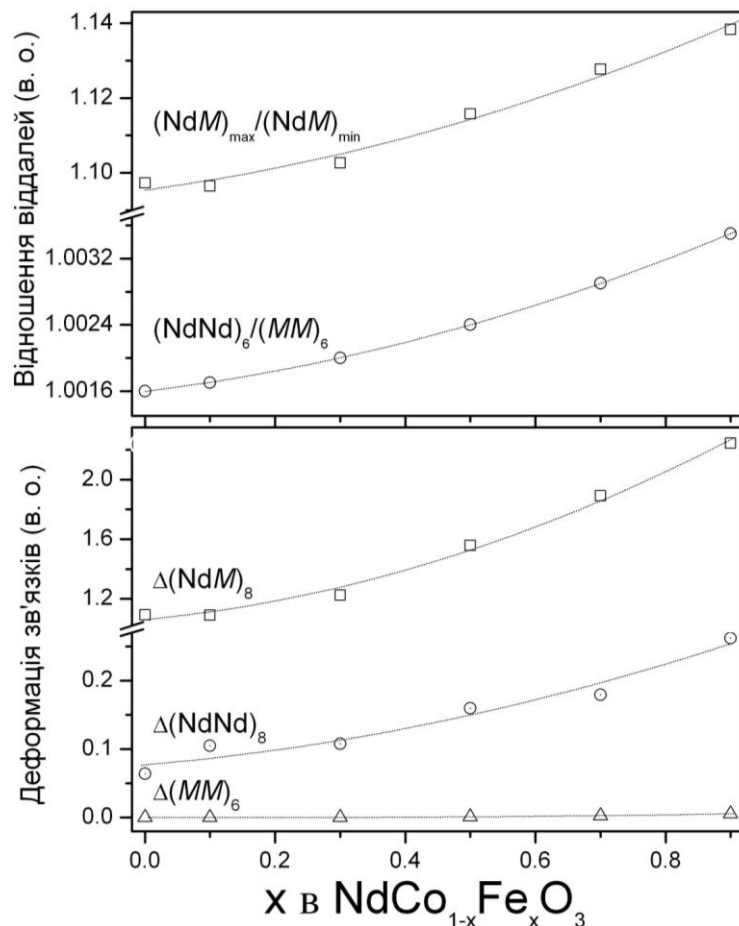 Відношення віддалей (в. о.)
1.14
1.12
1.10
1.0032
1.0024
1.0016
(NdM)max/(NdM)min
(NdNd)6/(MM)6
Деформація зв'язків (в. о.)
2.0
1.6
1.2
0.2
0.1
0.0
Δ(NdM)8
Δ(NdNd)8
Δ(MM)6
0.0 0.2 0.4 0.6 0.8
x в NdCo1-xFexO3